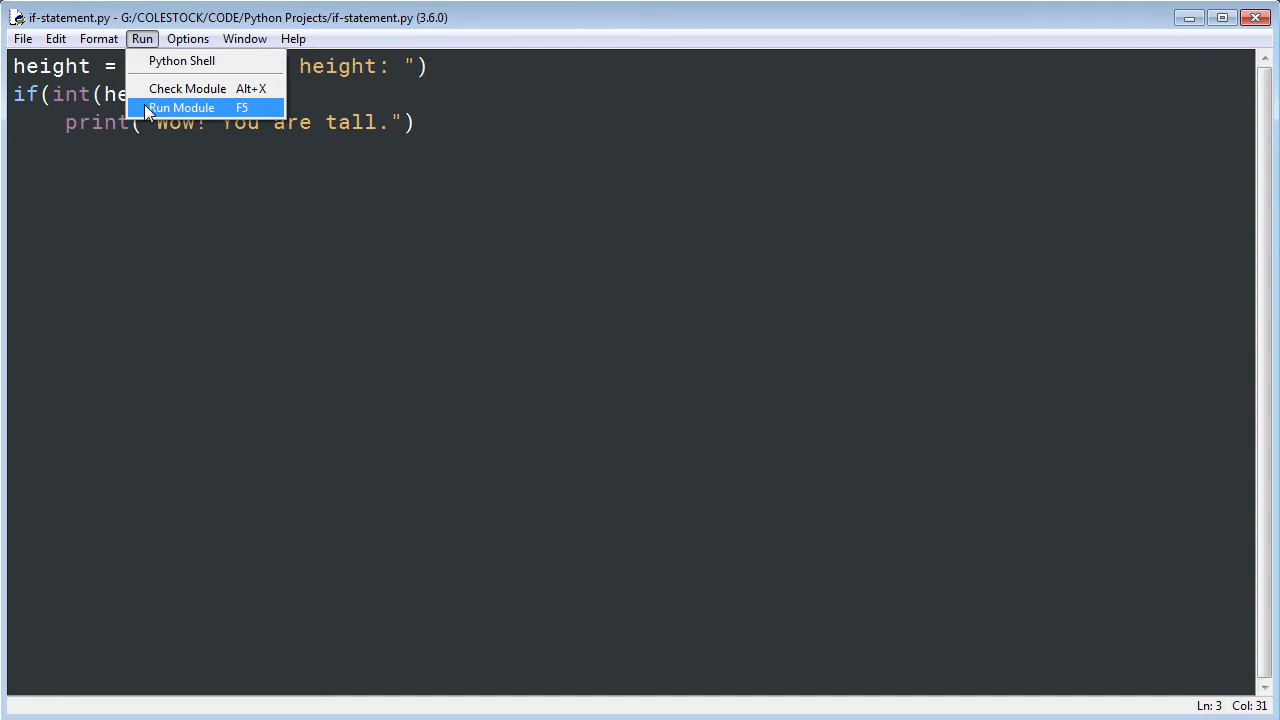 if-statement.py - G:/COLESTOCK/CODE/Python Projects/if-statement.py (3.6.0)
File Edit Format Run Options Window Help
Python Shell
height = height: ")
Check Module Alt+X
if(int(he
Run Module F5
print("Wow! You are tall.")
Ln: 3 Col: 31